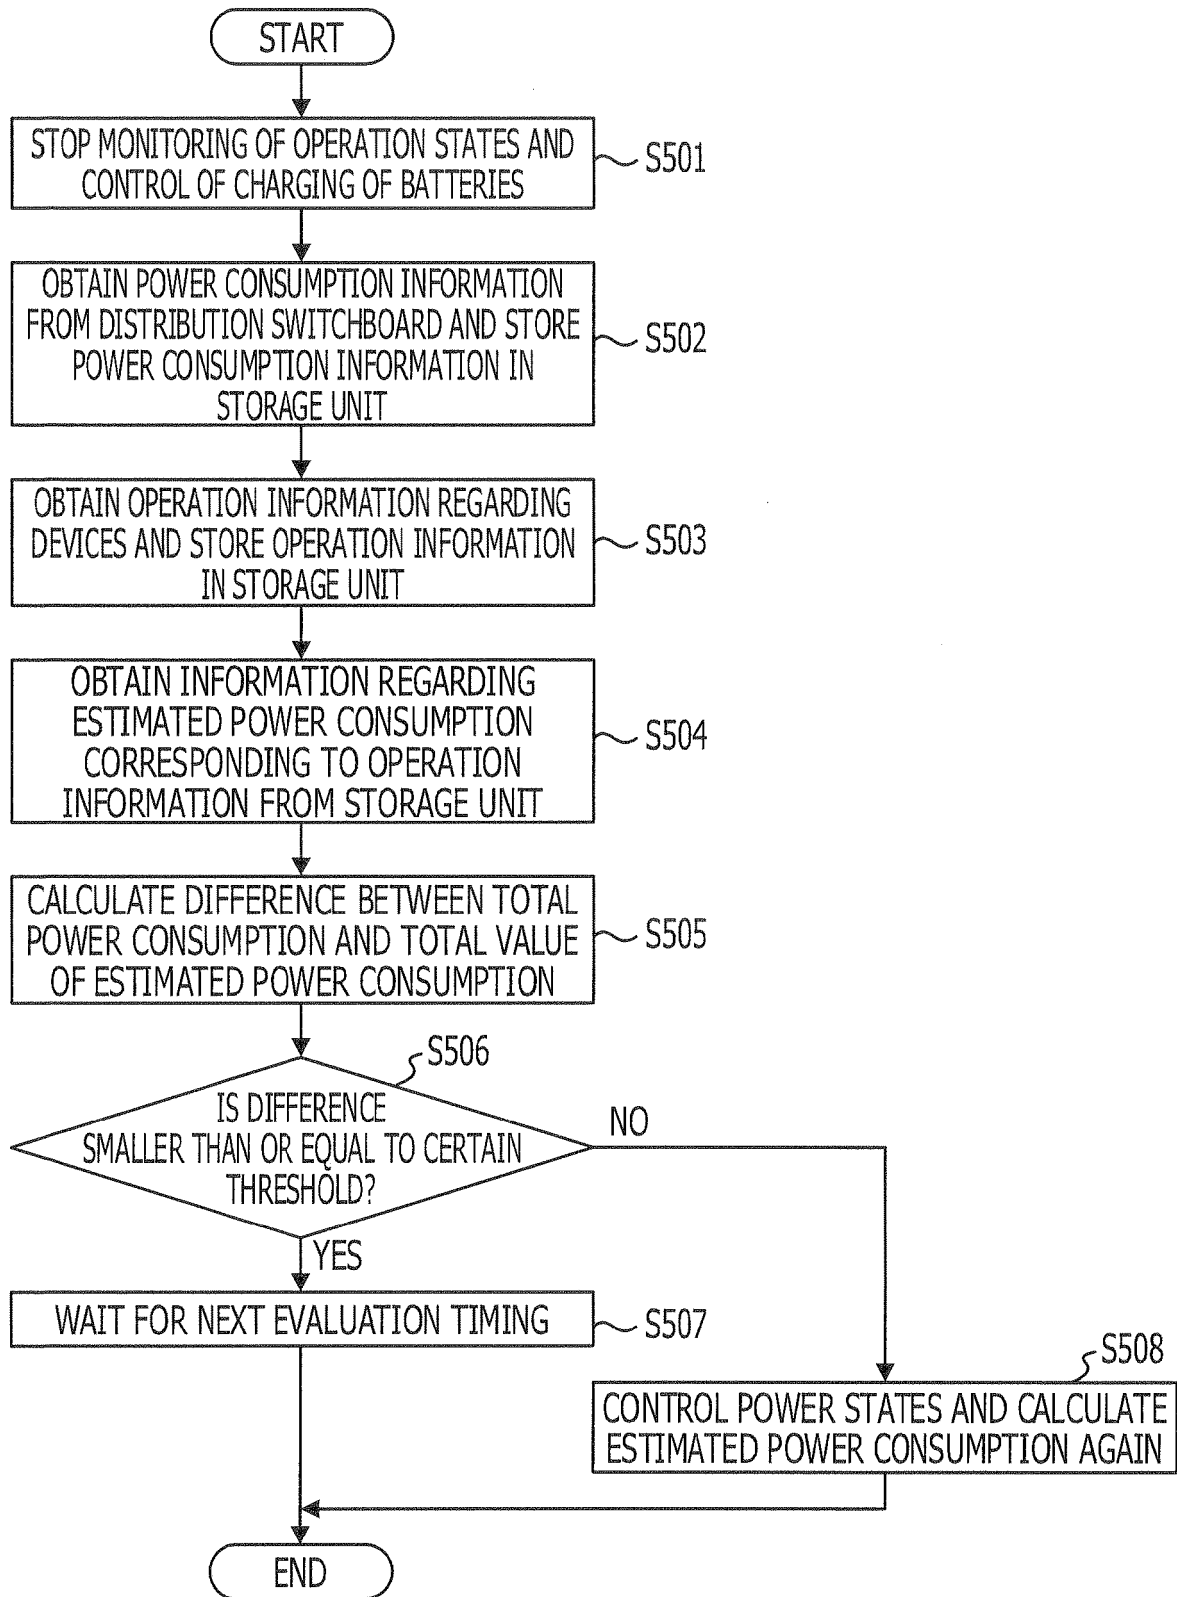 START
STOP MONITORING OF OPERATION STATES AND
CONTROL OF CHARGING OF BATTERIES
S501
OBTAIN POWER CONSUMPTION INFORMATION
FROM DISTRIBUTION SWITCHBOARD AND STORE
POWER CONSUMPTION INFORMATION IN
STORAGE UNIT
S502
OBTAIN OPERATION INFORMATION REGARDING
DEVICES AND STORE OPERATION INFORMATION
IN STORAGE UNIT
S503
OBTAIN INFORMATION REGARDING
ESTIMATED POWER CONSUMPTION
CORRESPONDING TO OPERATION
INFORMATION FROM STORAGE UNIT
S504
CALCULATE DIFFERENCE BETWEEN TOTAL
POWER CONSUMPTION AND TOTAL VALUE
OF ESTIMATED POWER CONSUMPTION
S505
S506
IS DIFFERENCE
SMALLER THAN OR EQUAL TO CERTAIN
THRESHOLD?
NO
YES
WAIT FOR NEXT EVALUATION TIMING
S507
S508
CONTROL POWER STATES AND CALCULATE
ESTIMATED POWER CONSUMPTION AGAIN
END